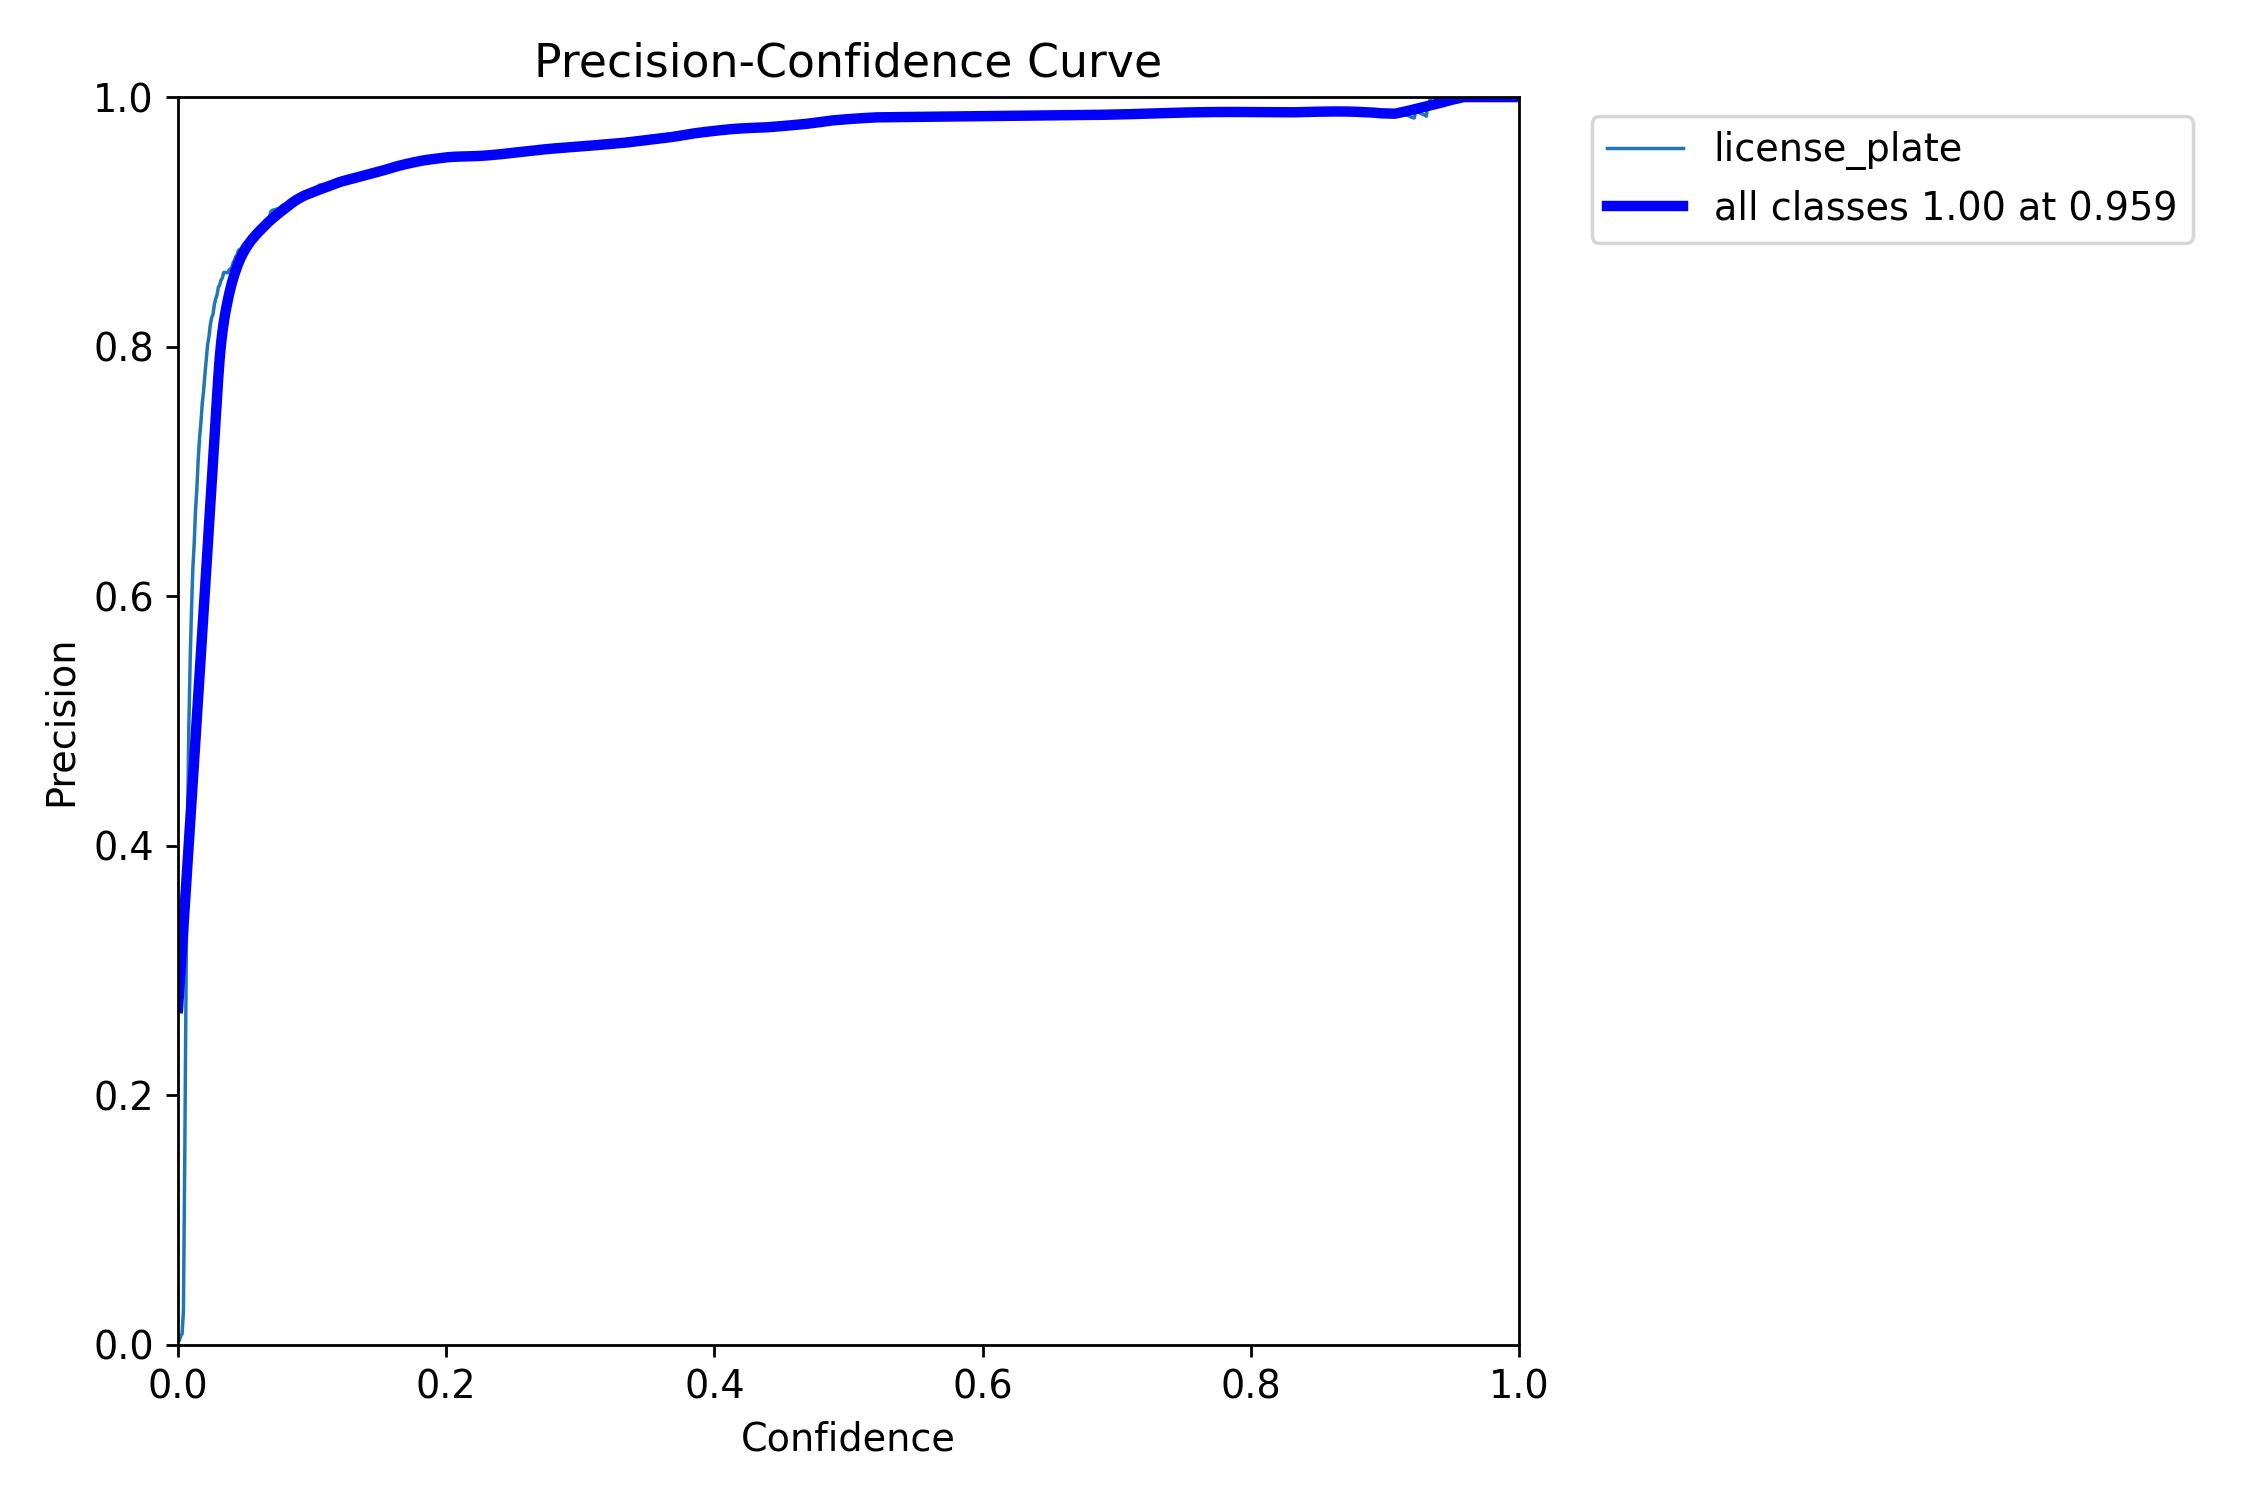 Precision-Confidence Curve
1.0
0.8
0.6
0.4
0.2
0.0
Precision
0.0 0.2 0.4 0.6 0.8 1.0
Confidence
license_plate
all classes 1.00 at 0.959